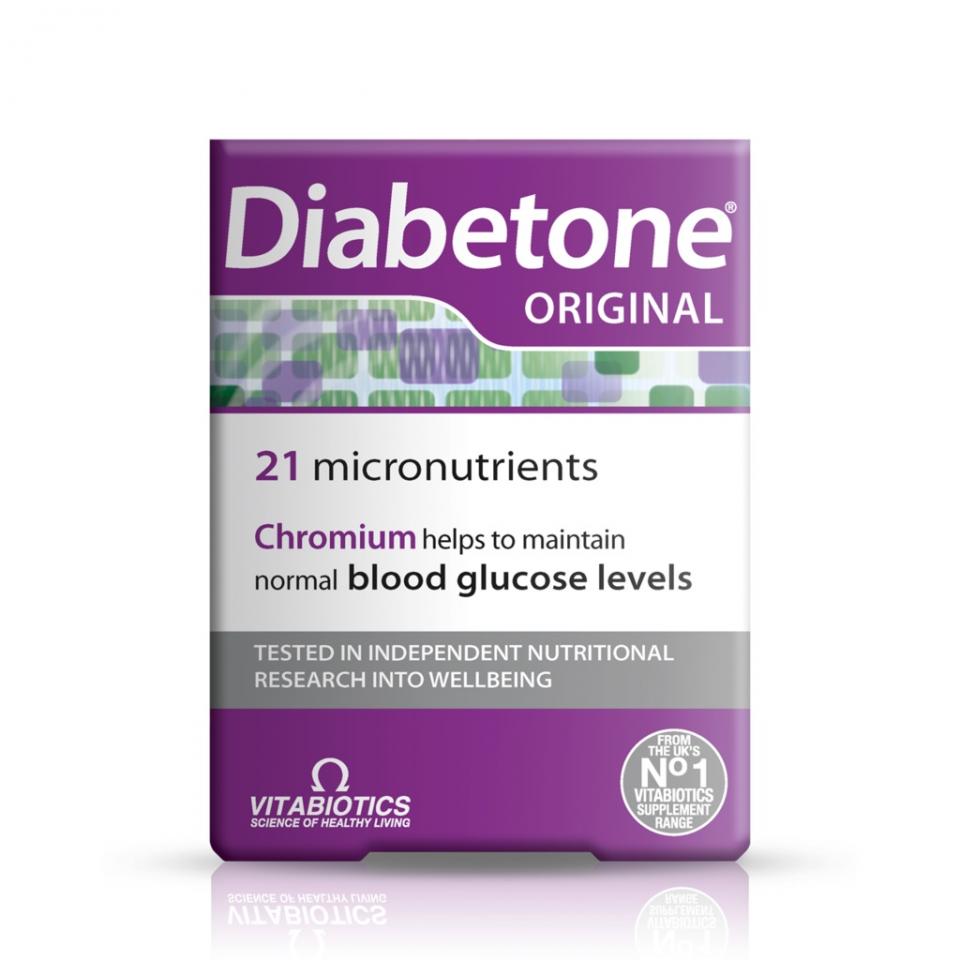 Diabetone®
ORIGINAL
21 micronutrients
Chromium helps to maintain
normal blood glucose levels
TESTED IN INDEPENDENT NUTRITIONAL
RESEARCH INTO WELLBEING
Ω
VITABIOTICS
SCIENCE OF HEALTHY LIVING
FROM
THE UK'S
Nº1
VITABIOTICS
SUPPLEMENT
RANGE